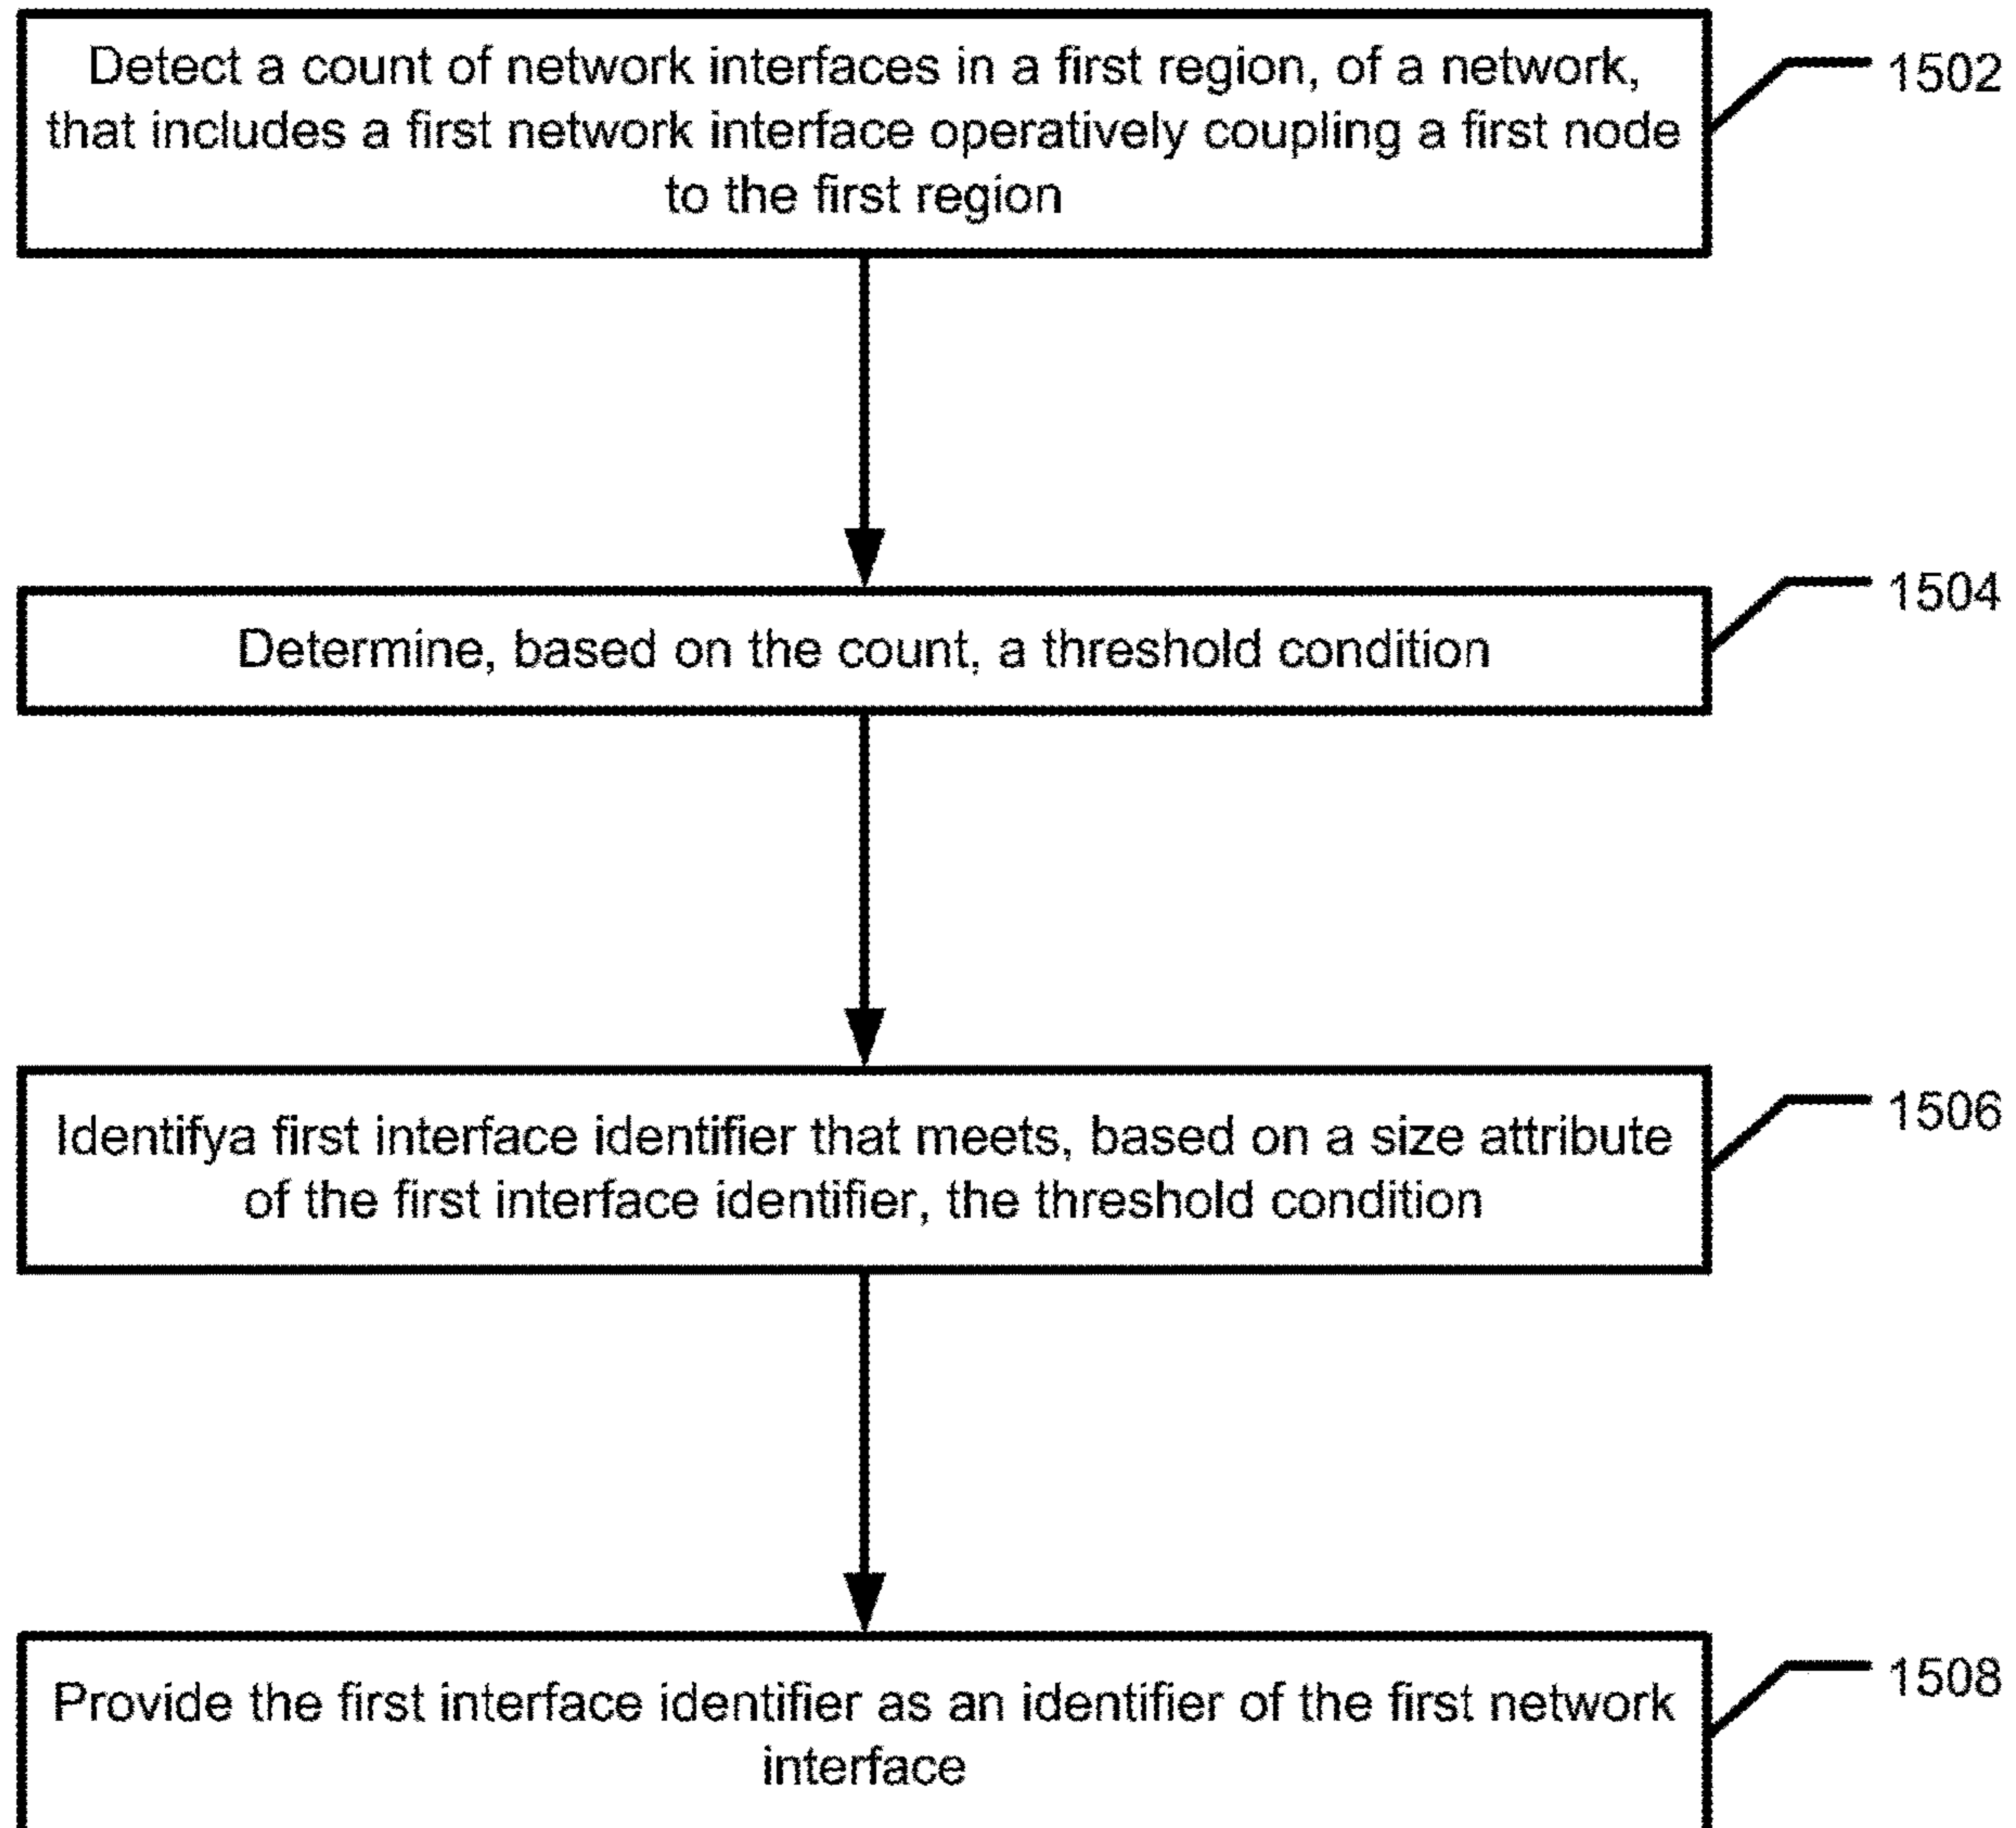 Detect a count of network interfaces in a first region, of a network,
that includes a first network interface operatively coupling a first node
to the first region
1502
Determine, based on the count, a threshold condition
1504
Identifya first interface identifier that meets, based on a size attribute
of the first interface identifier, the threshold condition
1506
Provide the first interface identifier as an identifier of the first network
interface
1508